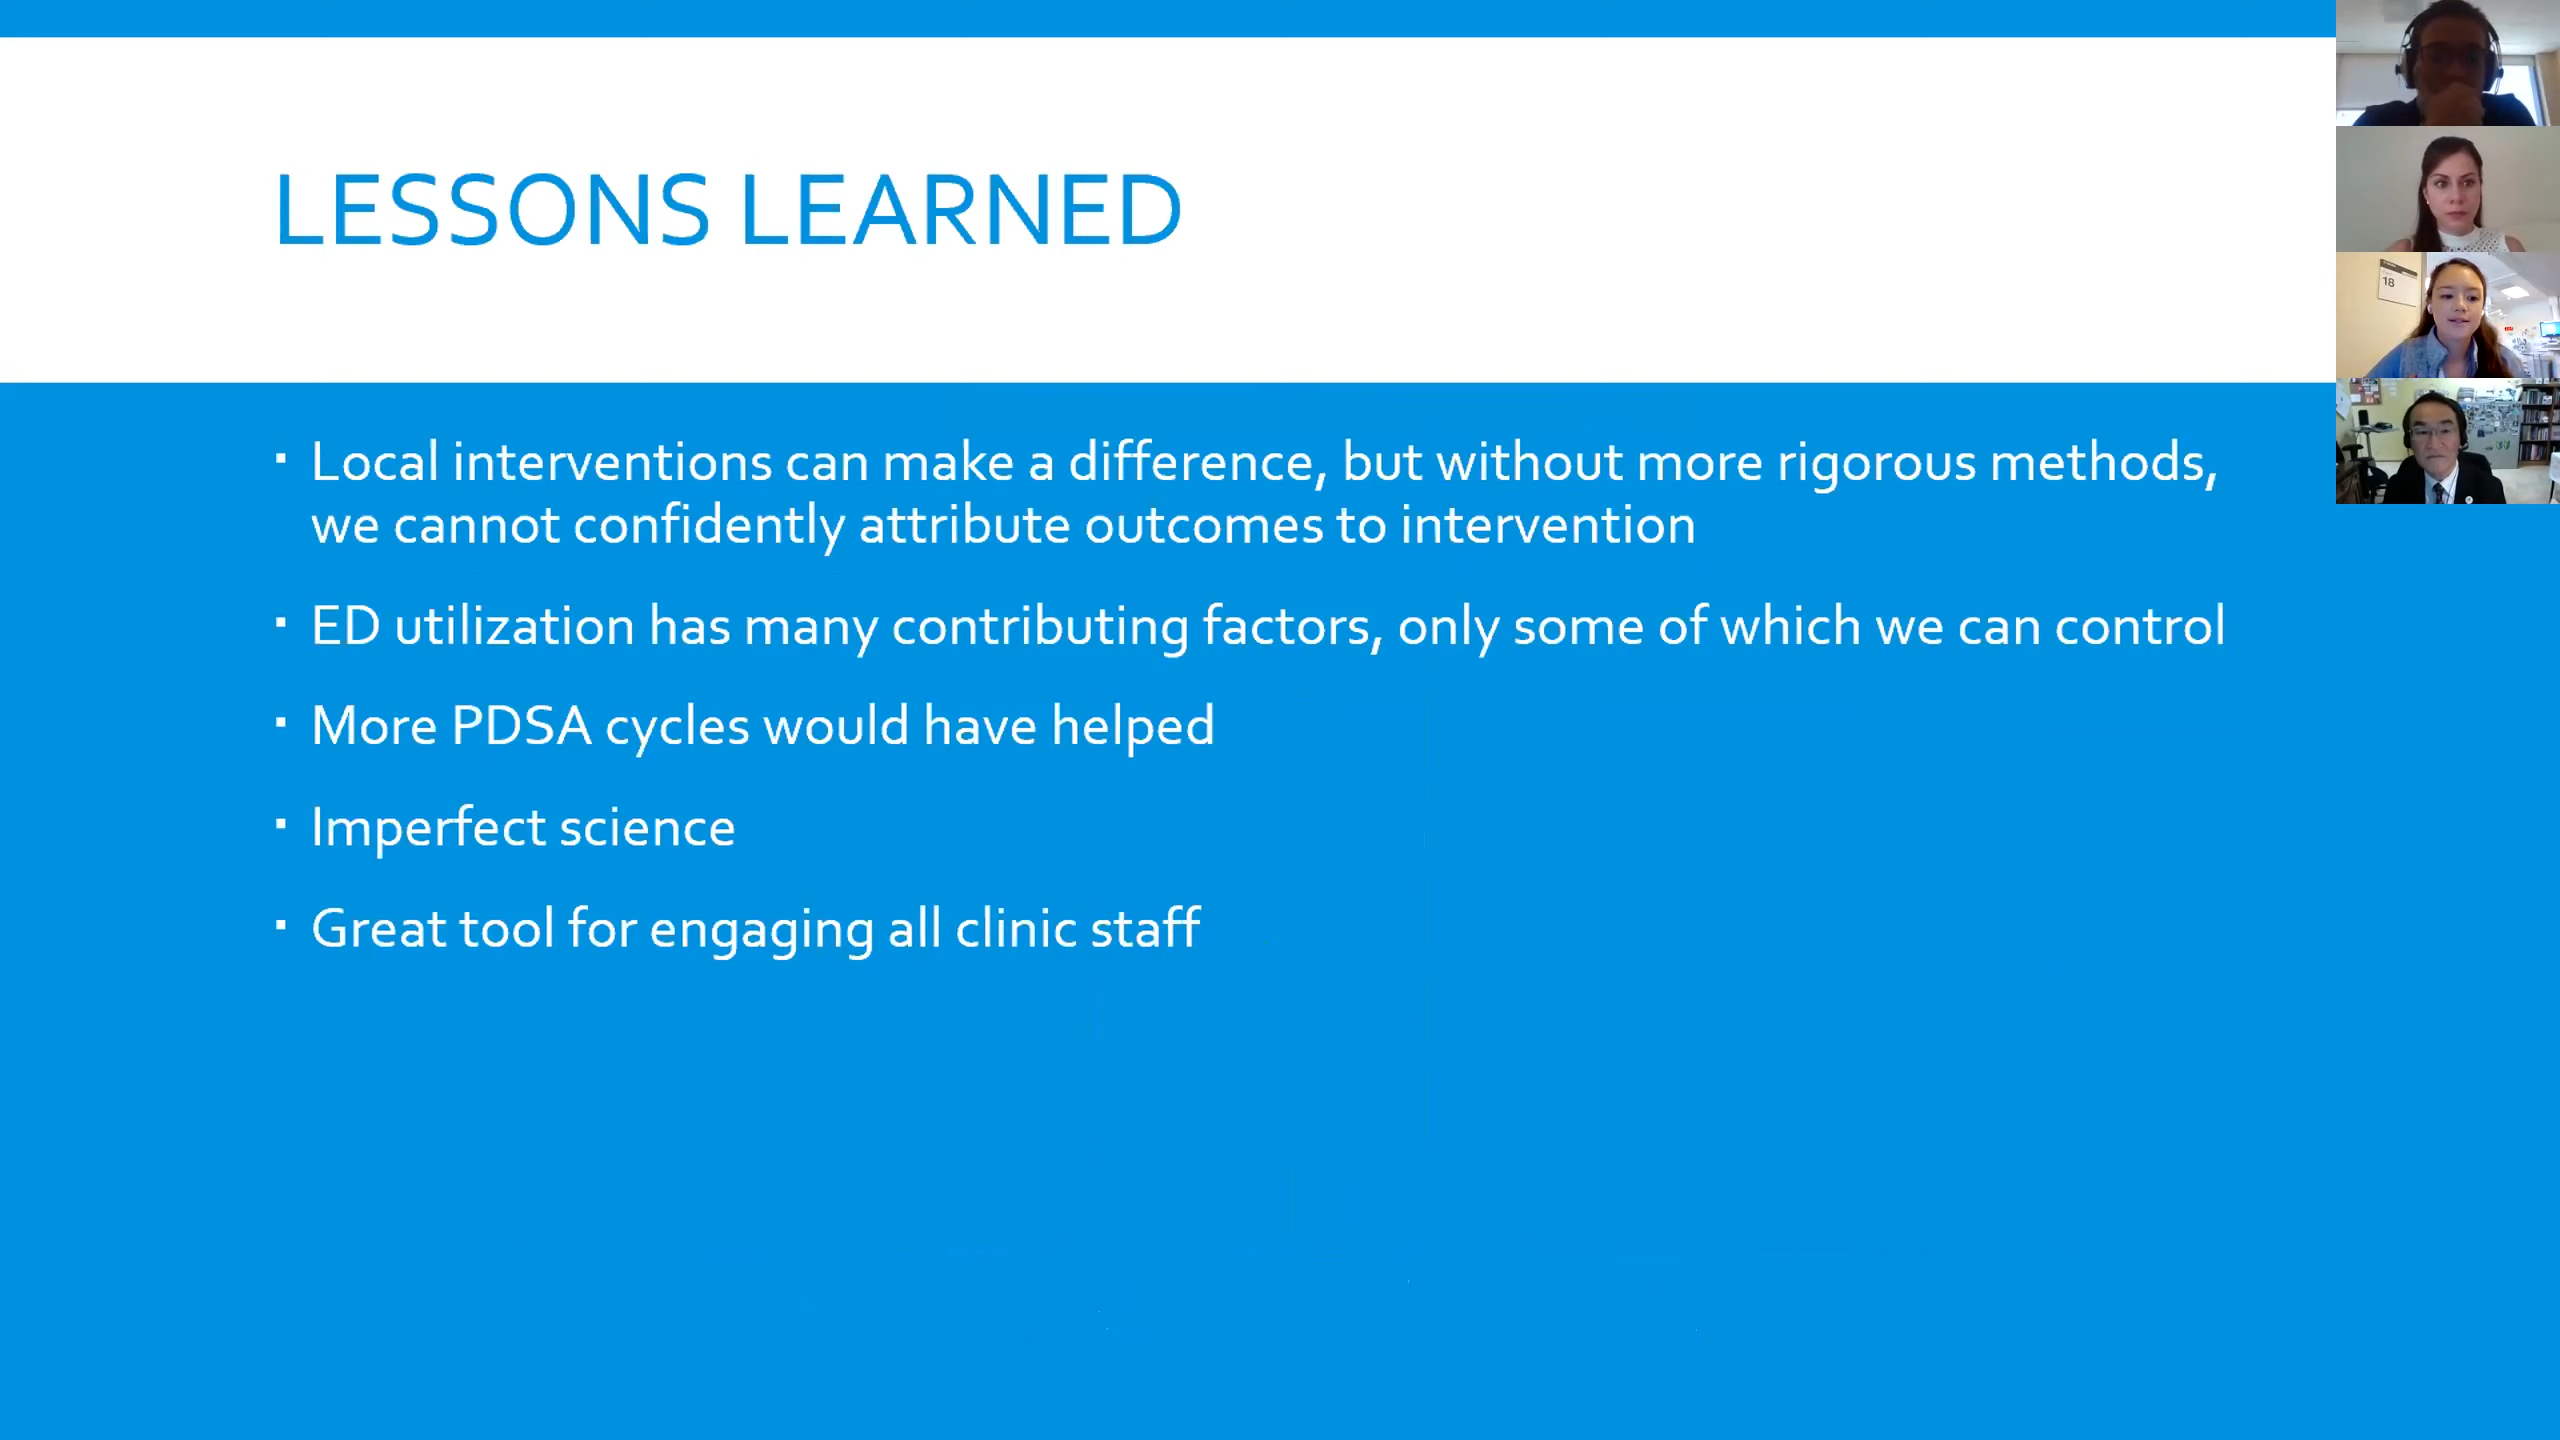 LESSONS LEARNED
▪ Local interventions can make a difference, but without more rigorous methods,
we cannot confidently attribute outcomes to intervention
▪ ED utilization has many contributing factors, only some of which we can control
▪ More PDSA cycles would have helped
▪ Imperfect science
▪ Great tool for engaging all clinic staff
18